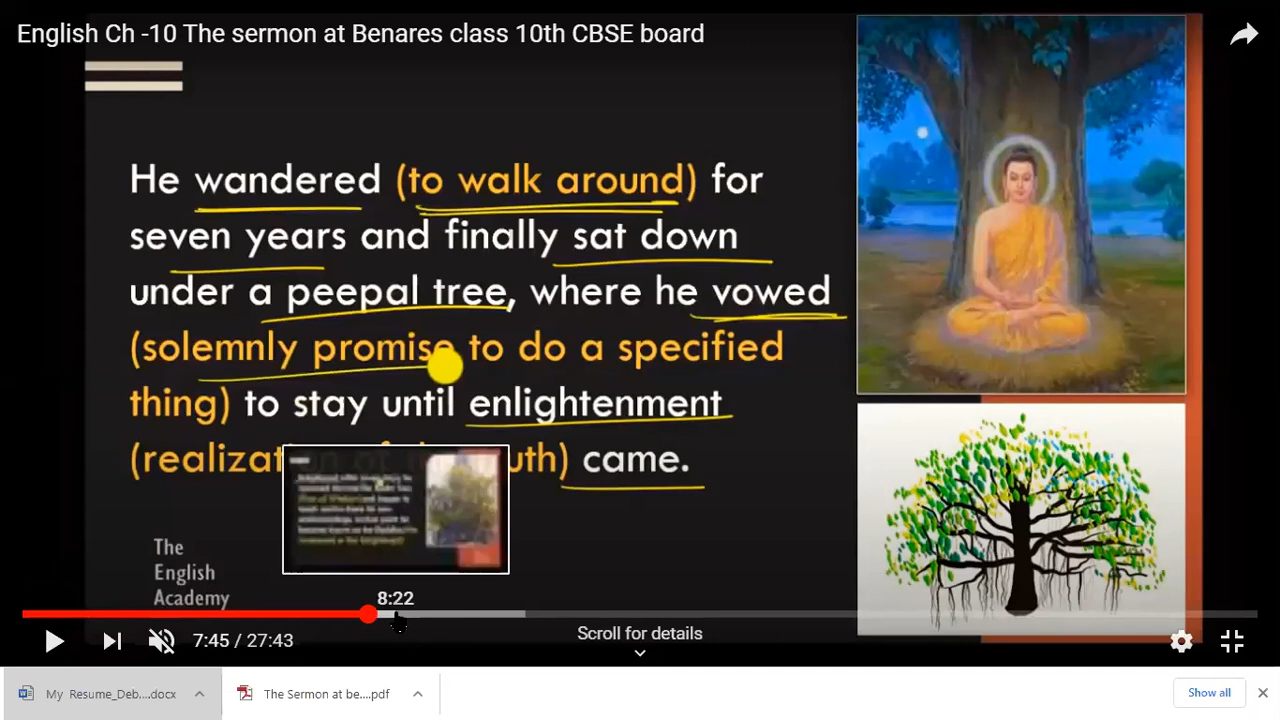 English Ch -10 The sermon at Benares class 10th CBSE board
He wandered (to walk around) for
seven years and finally sat down
under a peepal tree, where he vowed
(solemnly promise to do a specified
thing) to stay until enlightenment
came.
The
English
Academy
8:22
7:45 / 27:43
Scroll for details
My Resume_Deb....docx
The Sermon at be....pdf
Show all